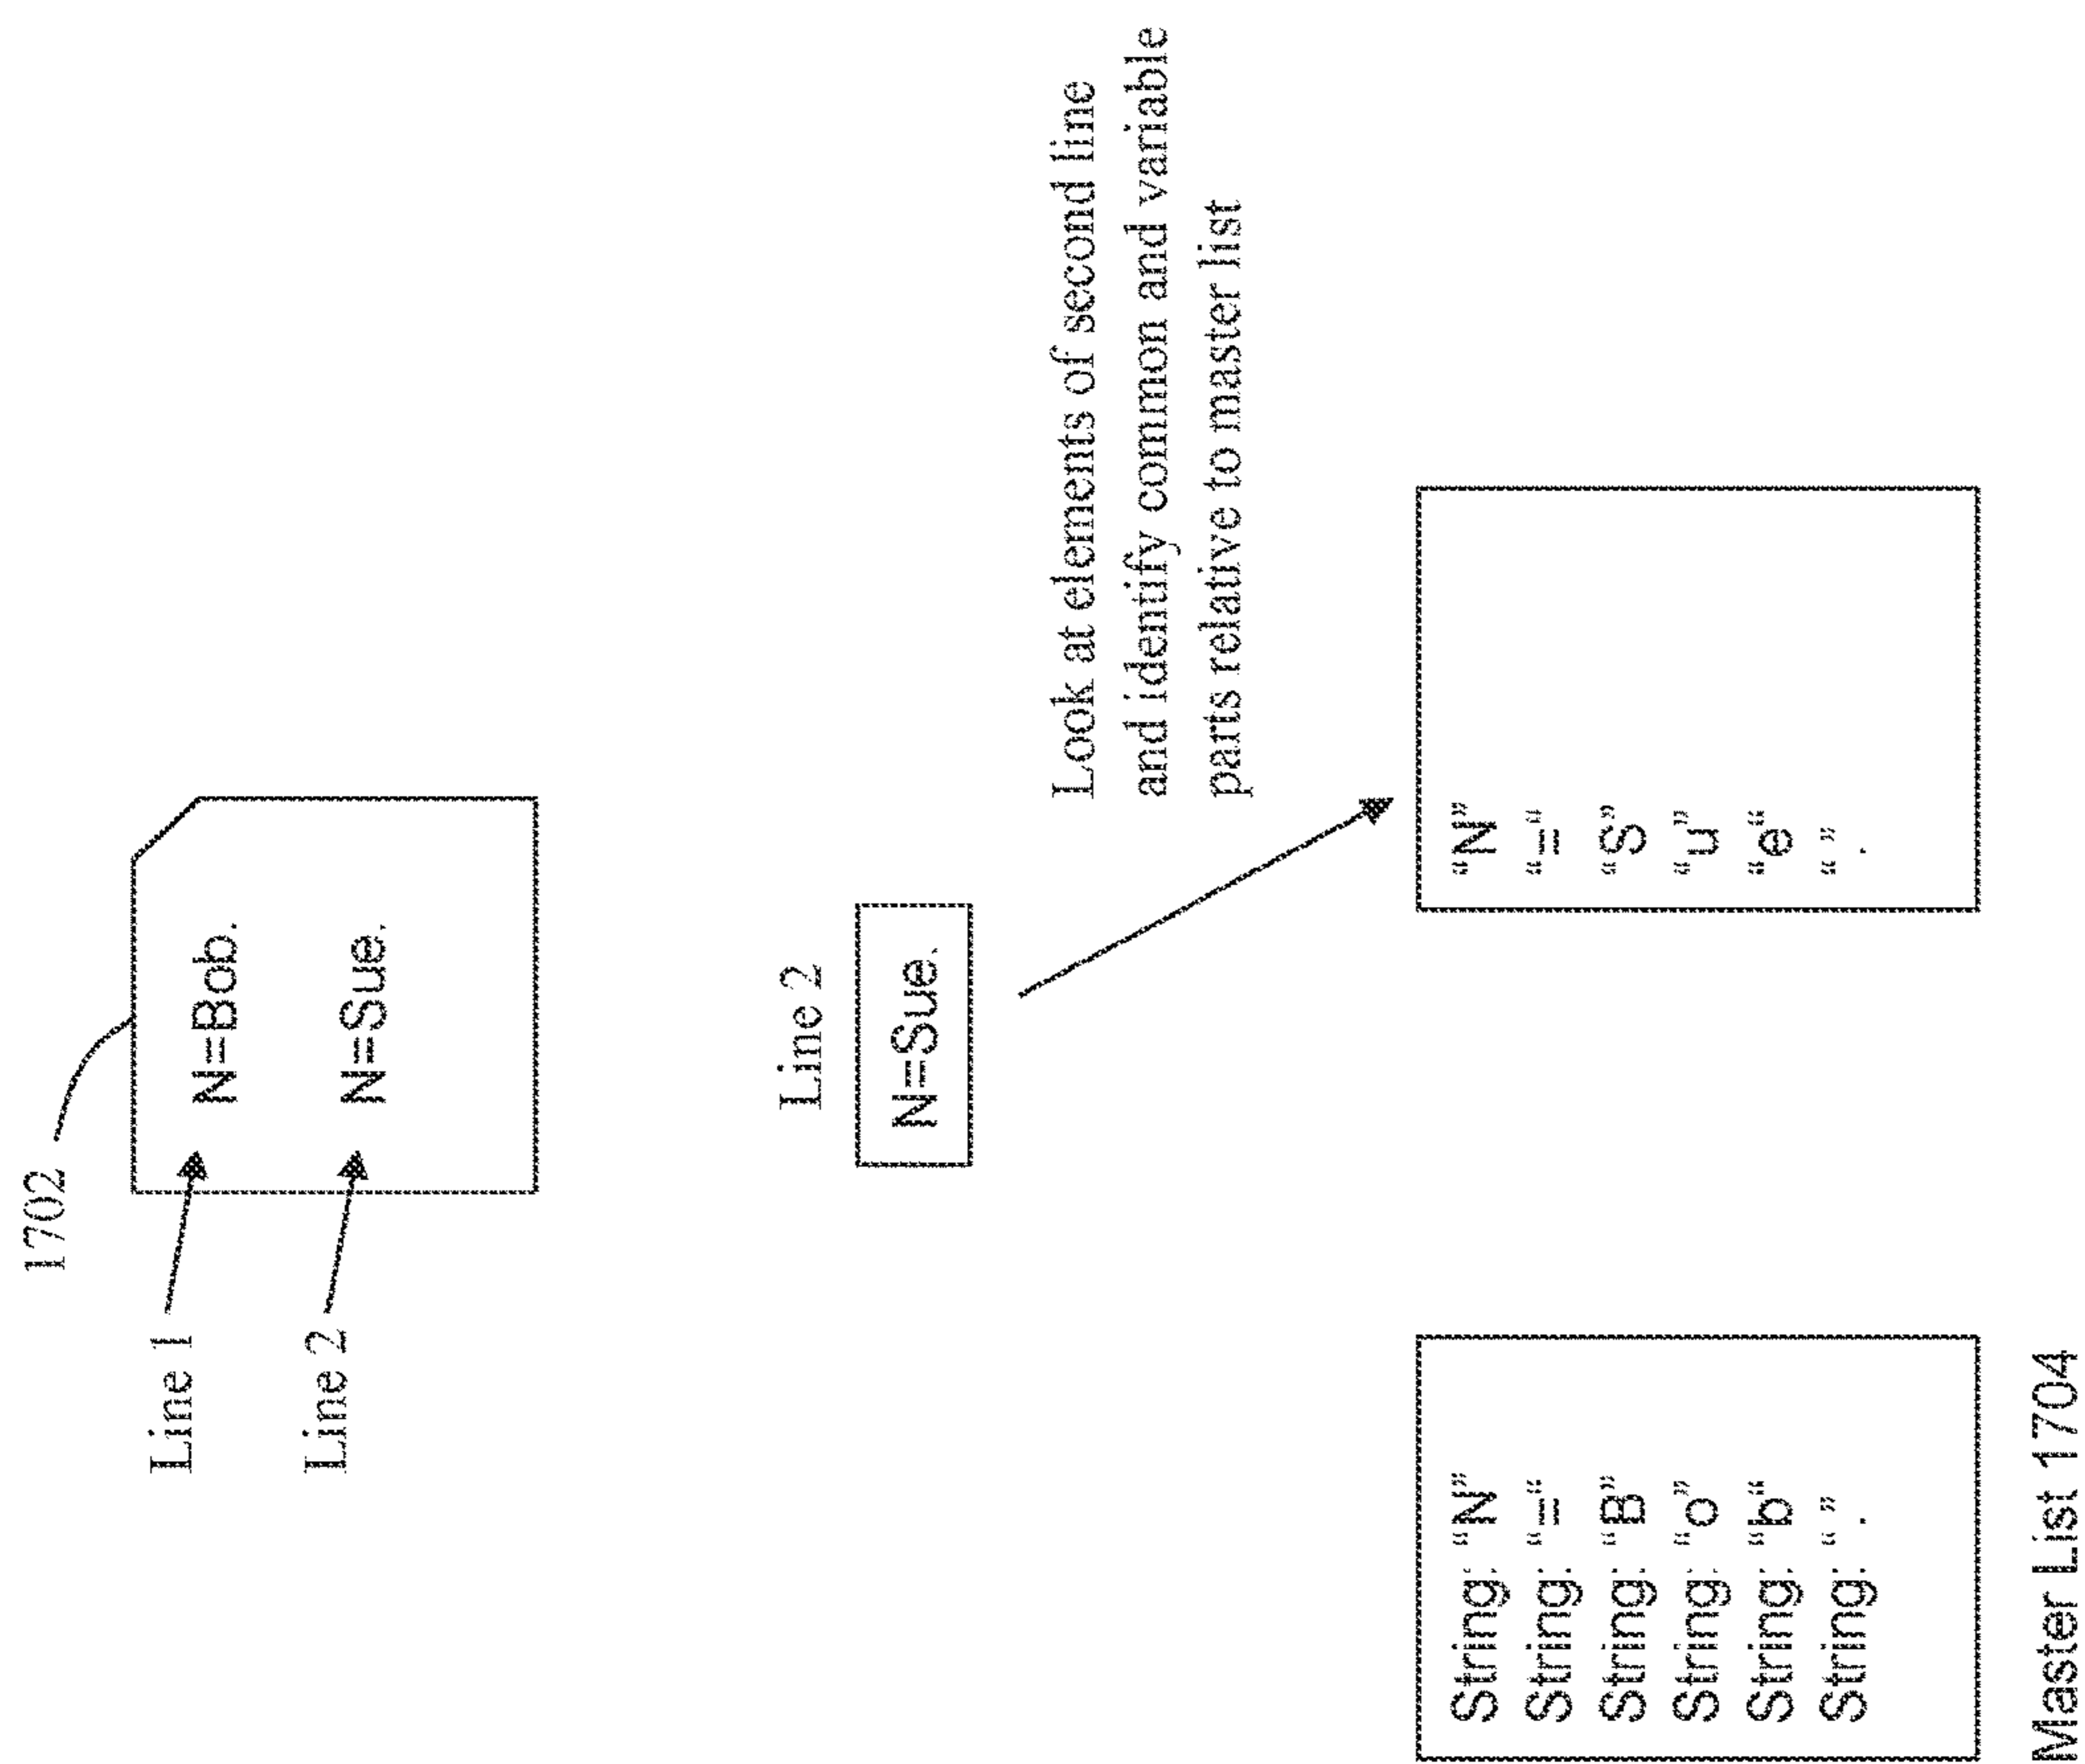 1702
Line 1
N=Bob.
Line 2
N=Sue.
Line 2
N=Sue.
Look at elements of second line
and identify common and variable
parts relative to master list
String: “N”
String: “=“
String: “B”
String: “o”
String: “b“
String: “.”
“N”
“=“
“S”
“u”
“e“
“.”
Master List 1704